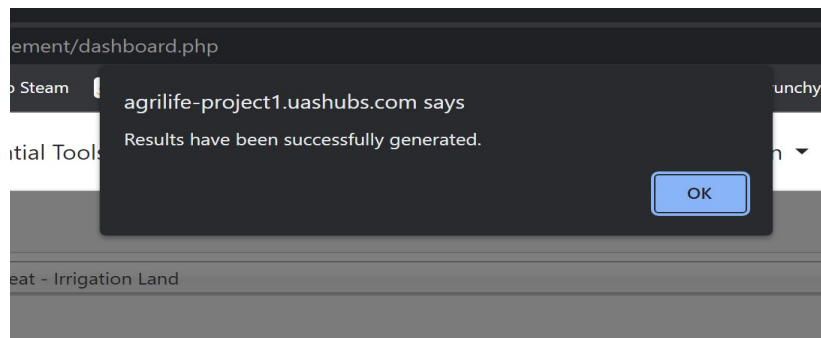 ement/dashboard.php
Steam
unchy
agrilife-project1.uashubs.com says
Results have been successfully generated.
ntial Tools
n
OK
eat - Irrigation Land